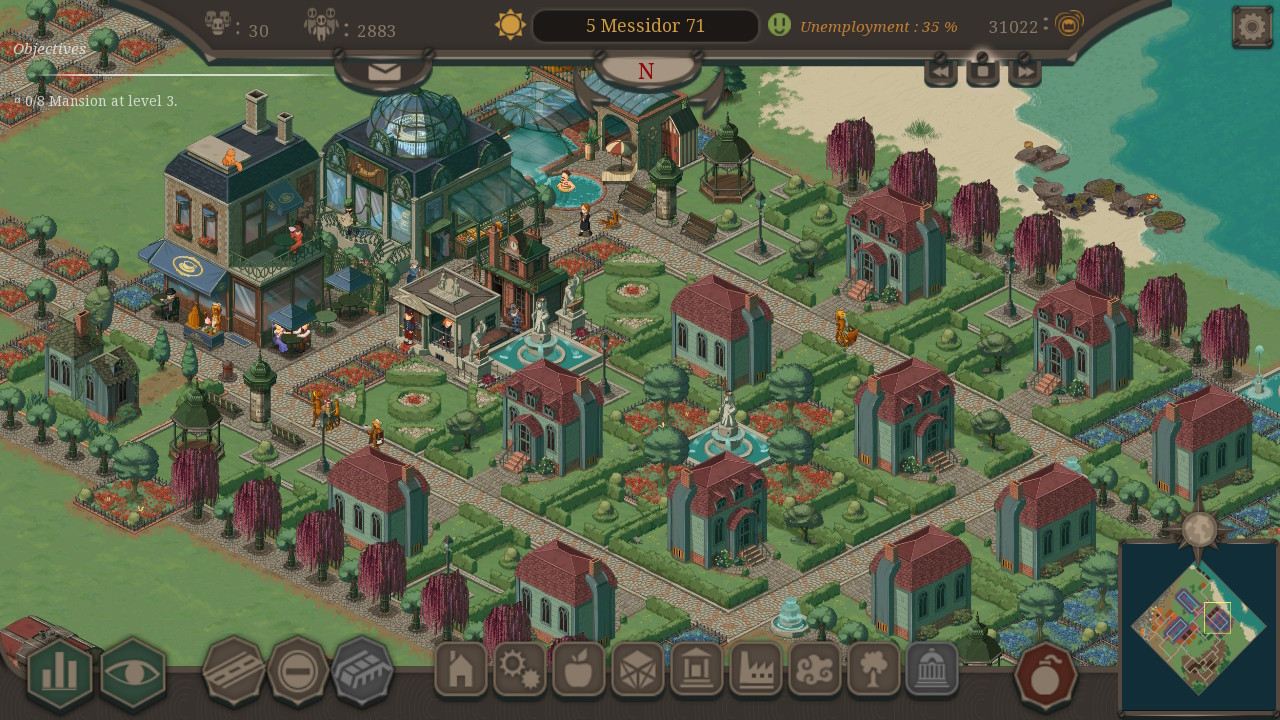 : 30
: 2883
5 Messidor 71
Unemployment : 35 %
31022 :
Objectives
N
0/8 Mansion at level 3.